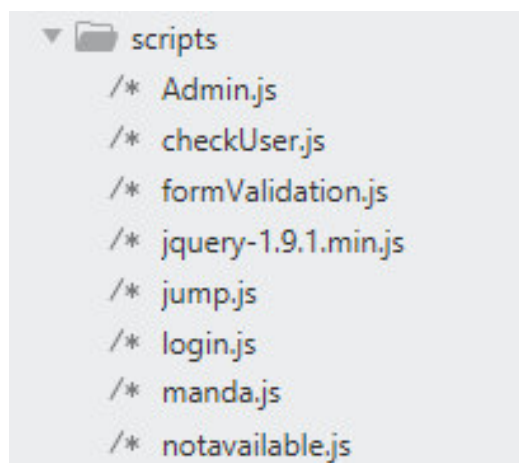 scripts
/* Admin.js
/* checkUser.js
/* formValidation.js
/* jquery-1.9.1.min.js
/* jump.js
/* login.js
/* manda.js
/* notavailable.js